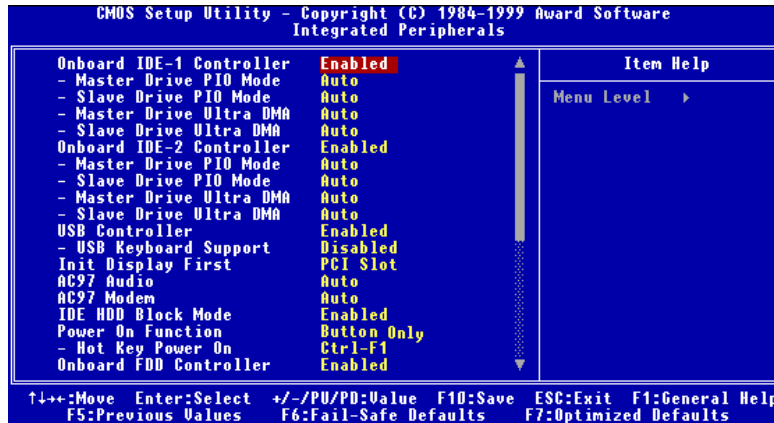 CMOS Setup Utility – Copyright (C) 1984-1999 Award Software
Integrated Peripherals
Onboard IDE-1 Controller Enabled
- Master Drive PIO Mode Auto
- Slave Drive PIO Mode Auto
- Master Drive Ultra DMA Auto
- Slave Drive Ultra DMA Auto
Onboard IDE-2 Controller Enabled
- Master Drive PIO Mode Auto
- Slave Drive PIO Mode Auto
- Master Drive Ultra DMA Auto
- Slave Drive Ultra DMA Auto
USB Controller Enabled
- USB Keyboard Support Disabled
Init Display First PCI Slot
AC97 Audio Auto
AC97 Modem Auto
IDE HDD Block Mode Enabled
Power On Function Button Only
- Hot Key Power On Ctrl-F1
Onboard FDD Controller Enabled
Item Help
Menu Level ▸
↑↓→←:Move Enter:Select +/-/PU/PD:Value F10:Save ESC:Exit F1:General Help
F5:Previous Values F6:Fail-Safe Defaults F7:Optimized Defaults